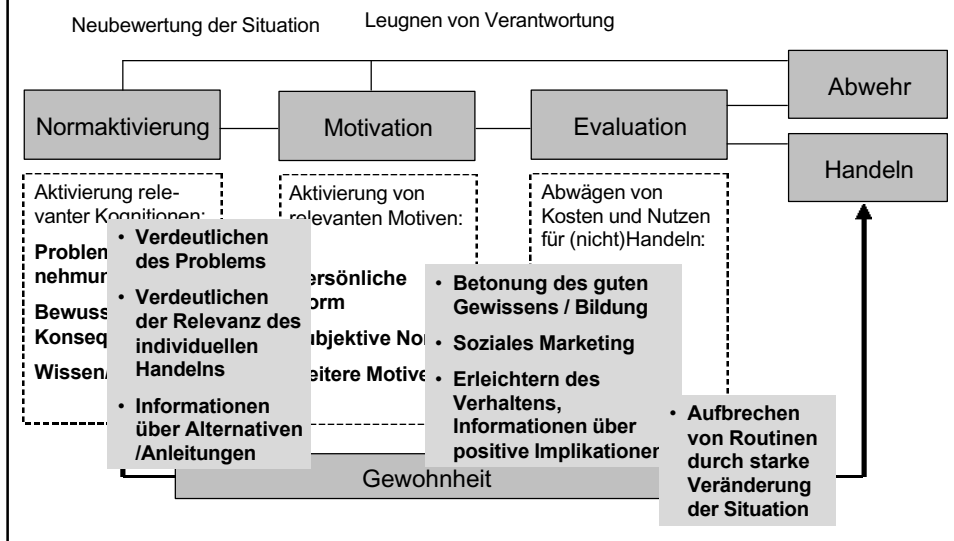 Neubewertung der Situation
Leugnen von Verantwortung
Abwehr
Normaktivierung
Motivation
Evaluation
Handeln
Aktivierung rele-
vanter Kognitionen:
Aktivierung von
relevanten Motiven:
Abwägen von
Kosten und Nutzen
für (nicht)Handeln:
• Verdeutlichen
des Problems
• Verdeutlichen
der Relevanz des
individuellen
Handelns
• Informationen
über Alternativen
/Anleitungen
• Betonung des guten
Gewissens / Bildung
• Soziales Marketing
• Erleichtern des
Verhaltens,
Informationen über
positive Implikationen
• Aufbrechen
von Routinen
durch starke
Veränderung
der Situation
Gewohnheit